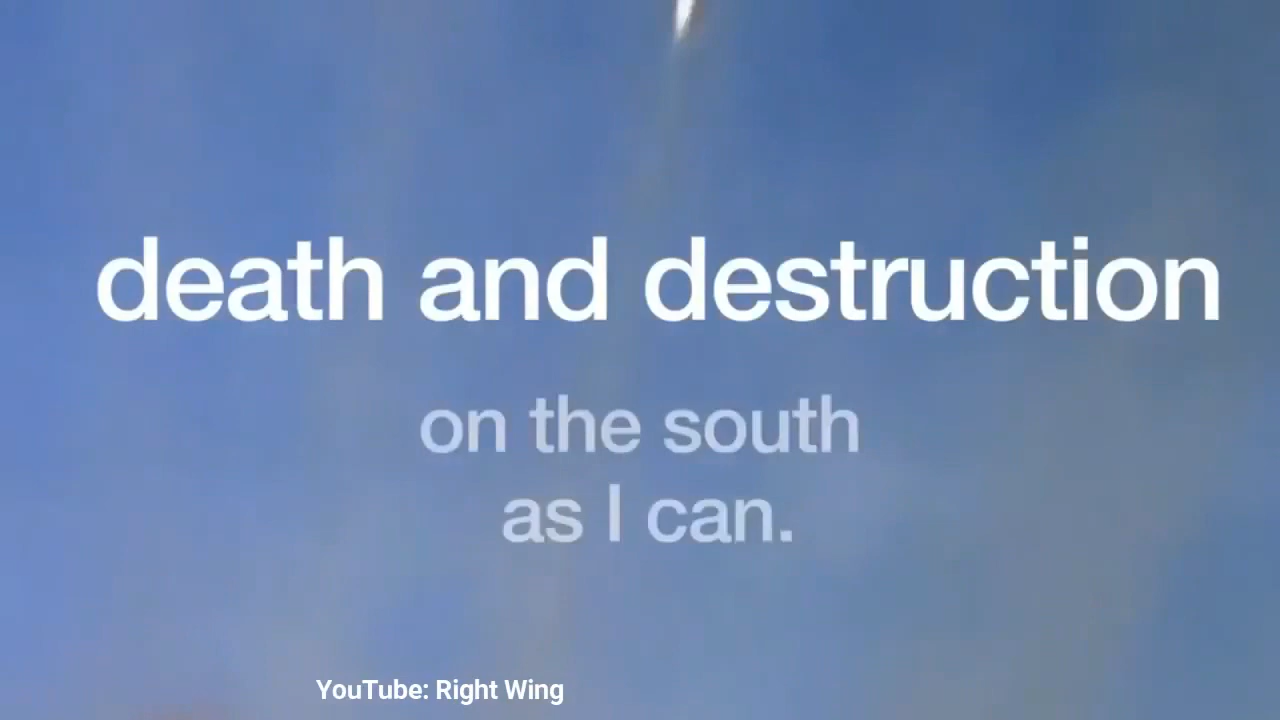 death and destruction
on the south
as I can.
YouTube: Right Wing